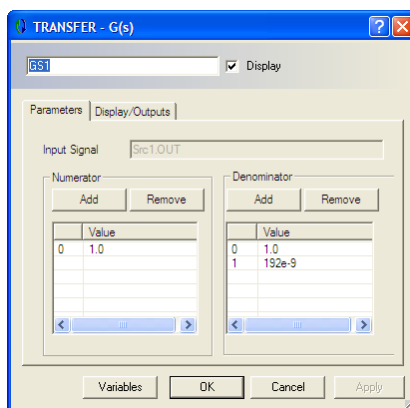 TRANSFER - G(s)
GS1
Display
Parameters Display/Outputs
Input Signal Src1.OUT
Numerator Denominator
Add Remove Add Remove
Value Value
0 1.0 0 1.0
1 192e-9
Variables OK Cancel Apply